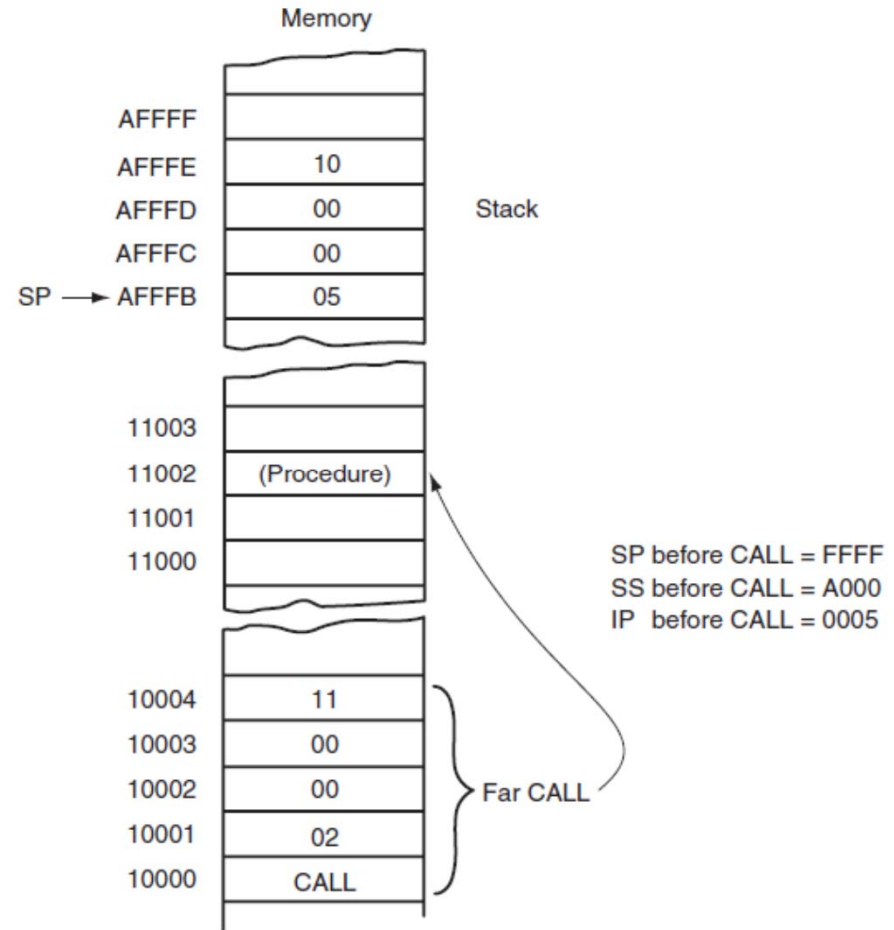 Memory
AFFFF
AFFFE 10
AFFFD 00 Stack
AFFFC 00
SP AFFFB 05
11003
11002 (Procedure)
11001
11000
SP before CALL = FFFF
SS before CALL = A000
IP before CALL = 0005
10004 11
10003 00
10002 00 Far CALL
10001 02
10000 CALL